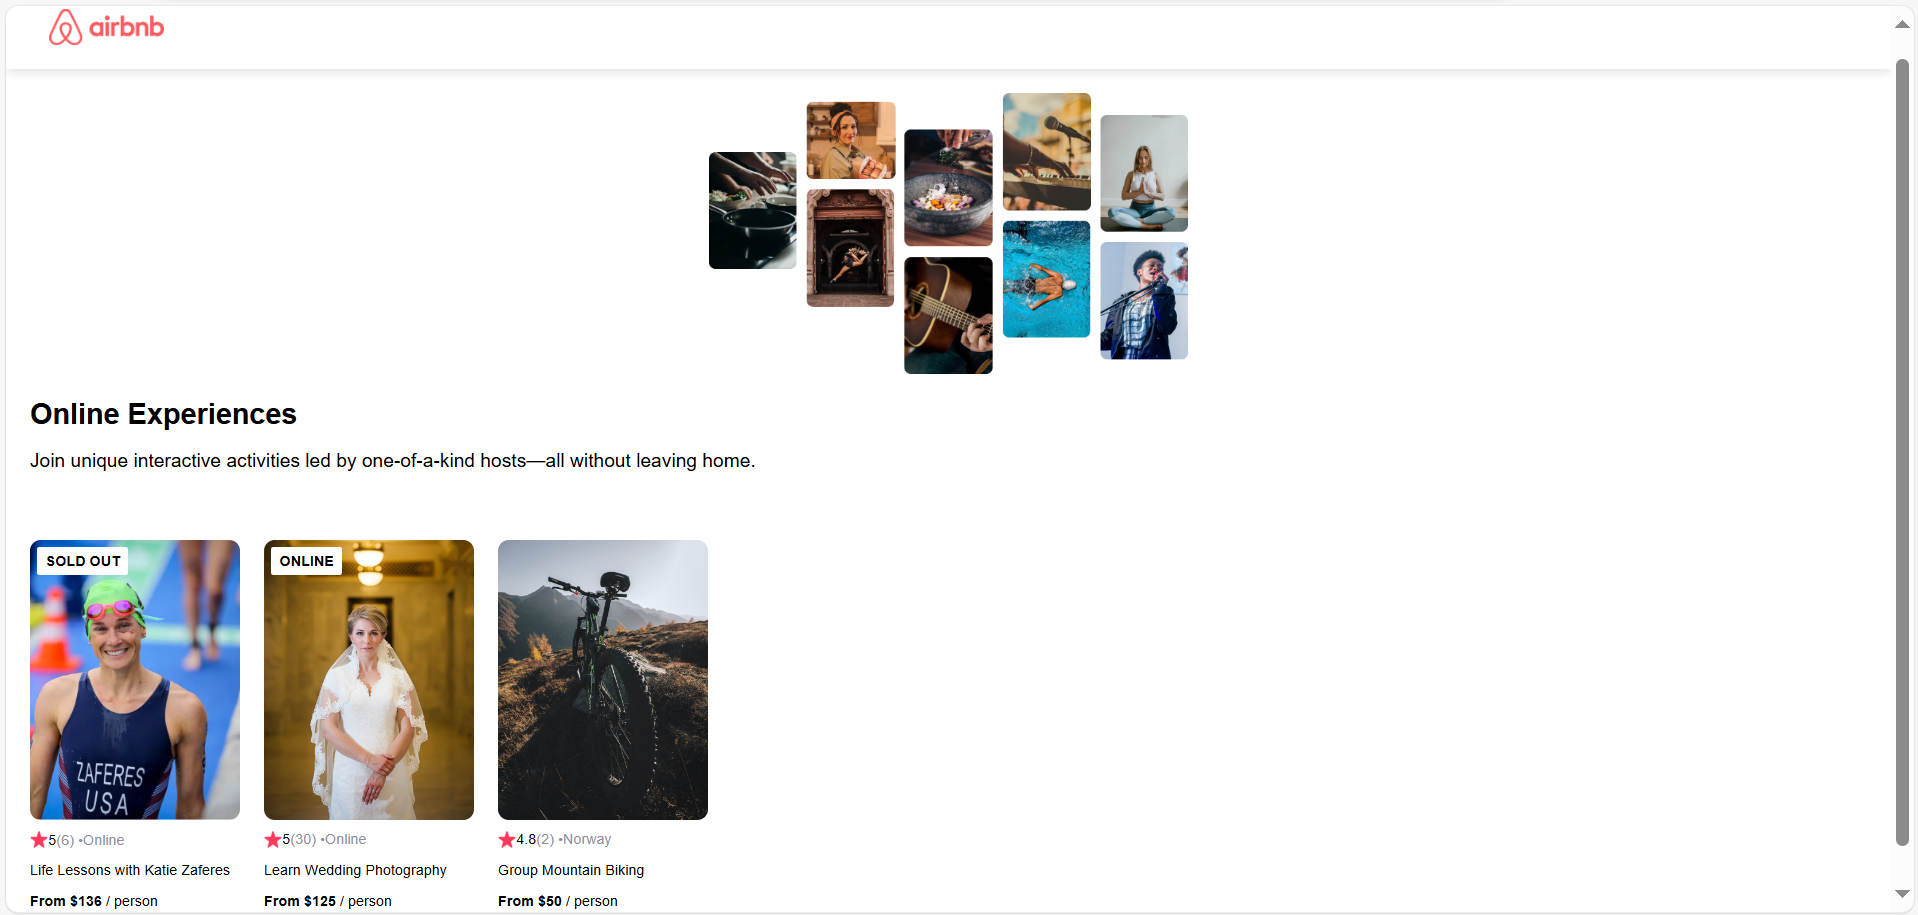 airbnb
Online Experiences
Join unique interactive activities led by one-of-a-kind hosts—all without leaving home.
SOLD OUT
ZAFERES
USA
5(6) •Online
Life Lessons with Katie Zaferes
From $136 / person
ONLINE
5(30) •Online
Learn Wedding Photography
From $125 / person
4.8(2) •Norway
Group Mountain Biking
From $50 / person